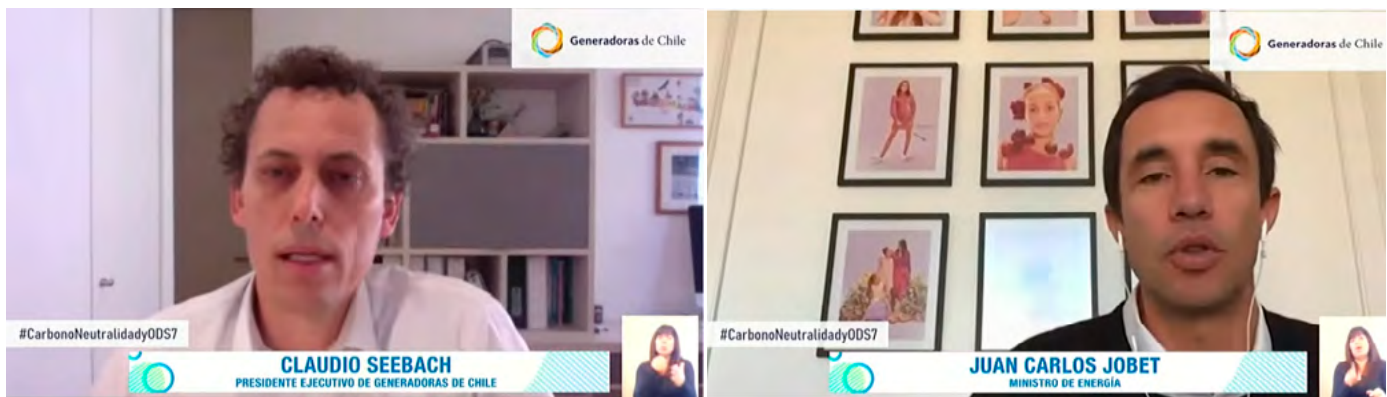 Generadoras de Chile
#CarbonoNeutralidadyODS7
CLAUDIO SEEBACH
PRESIDENTE EJECUTIVO DE GENERADORAS DE CHILE
Generadoras de Chile
#CarbonoNeutralidadyODS7
JUAN CARLOS JOBET
MINISTRO DE ENERGÍA